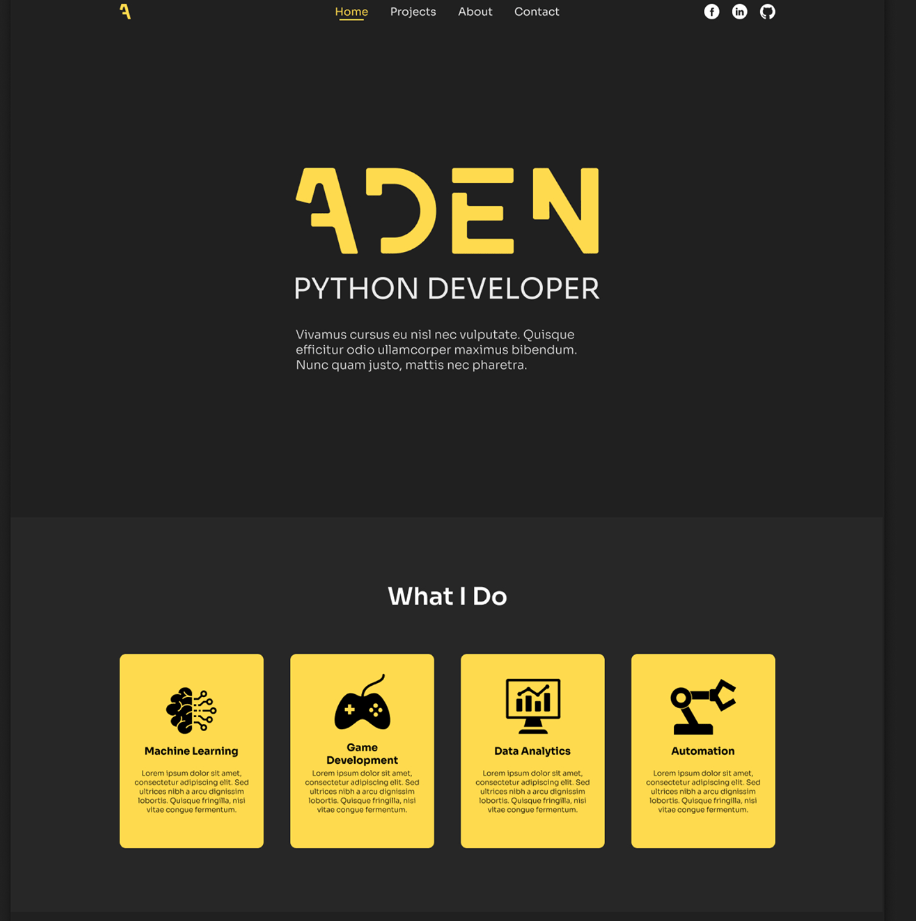 A
Home Projects About Contact
f in
ADEN
PYTHON DEVELOPER
Vivamus cursus eu nisl nec vulputate. Quisque
efficitur odio ullamcorper maximus bibendum.
Nunc quam justo, mattis nec pharetra.
What I Do
Machine Learning
Lorem ipsum dolor sit amet,
consectetur adipiscing elit. Sed
ultrices nibh a arcu dignissim
lobortis. Quisque fringilla, nisi
vitae congue fermentum.
Game
Development
Lorem ipsum dolor sit amet,
consectetur adipiscing elit. Sed
ultrices nibh a arcu dignissim
lobortis. Quisque fringilla, nisi
vitae congue fermentum.
Data Analytics
Lorem ipsum dolor sit amet,
consectetur adipiscing elit. Sed
ultrices nibh a arcu dignissim
lobortis. Quisque fringilla, nisi
vitae congue fermentum.
Automation
Lorem ipsum dolor sit amet,
consectetur adipiscing elit. Sed
ultrices nibh a arcu dignissim
lobortis. Quisque fringilla, nisi
vitae congue fermentum.